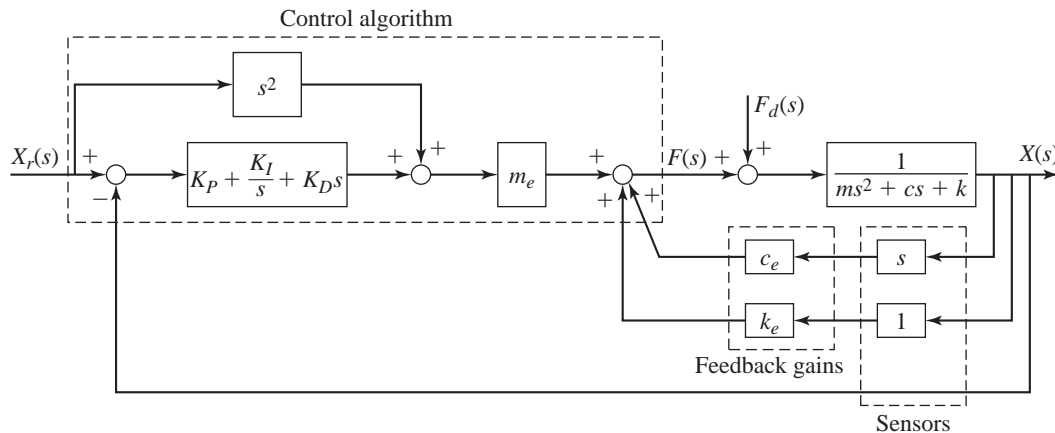 Control algorithm
s²
F_d(s)
X_r(s)
+
−
K_P + K_I/s + K_D s
+
+
m_e
+
+
+
F(s)
+
+
1/(ms² + cs + k)
X(s)
c_e
s
k_e
1
Feedback gains
Sensors